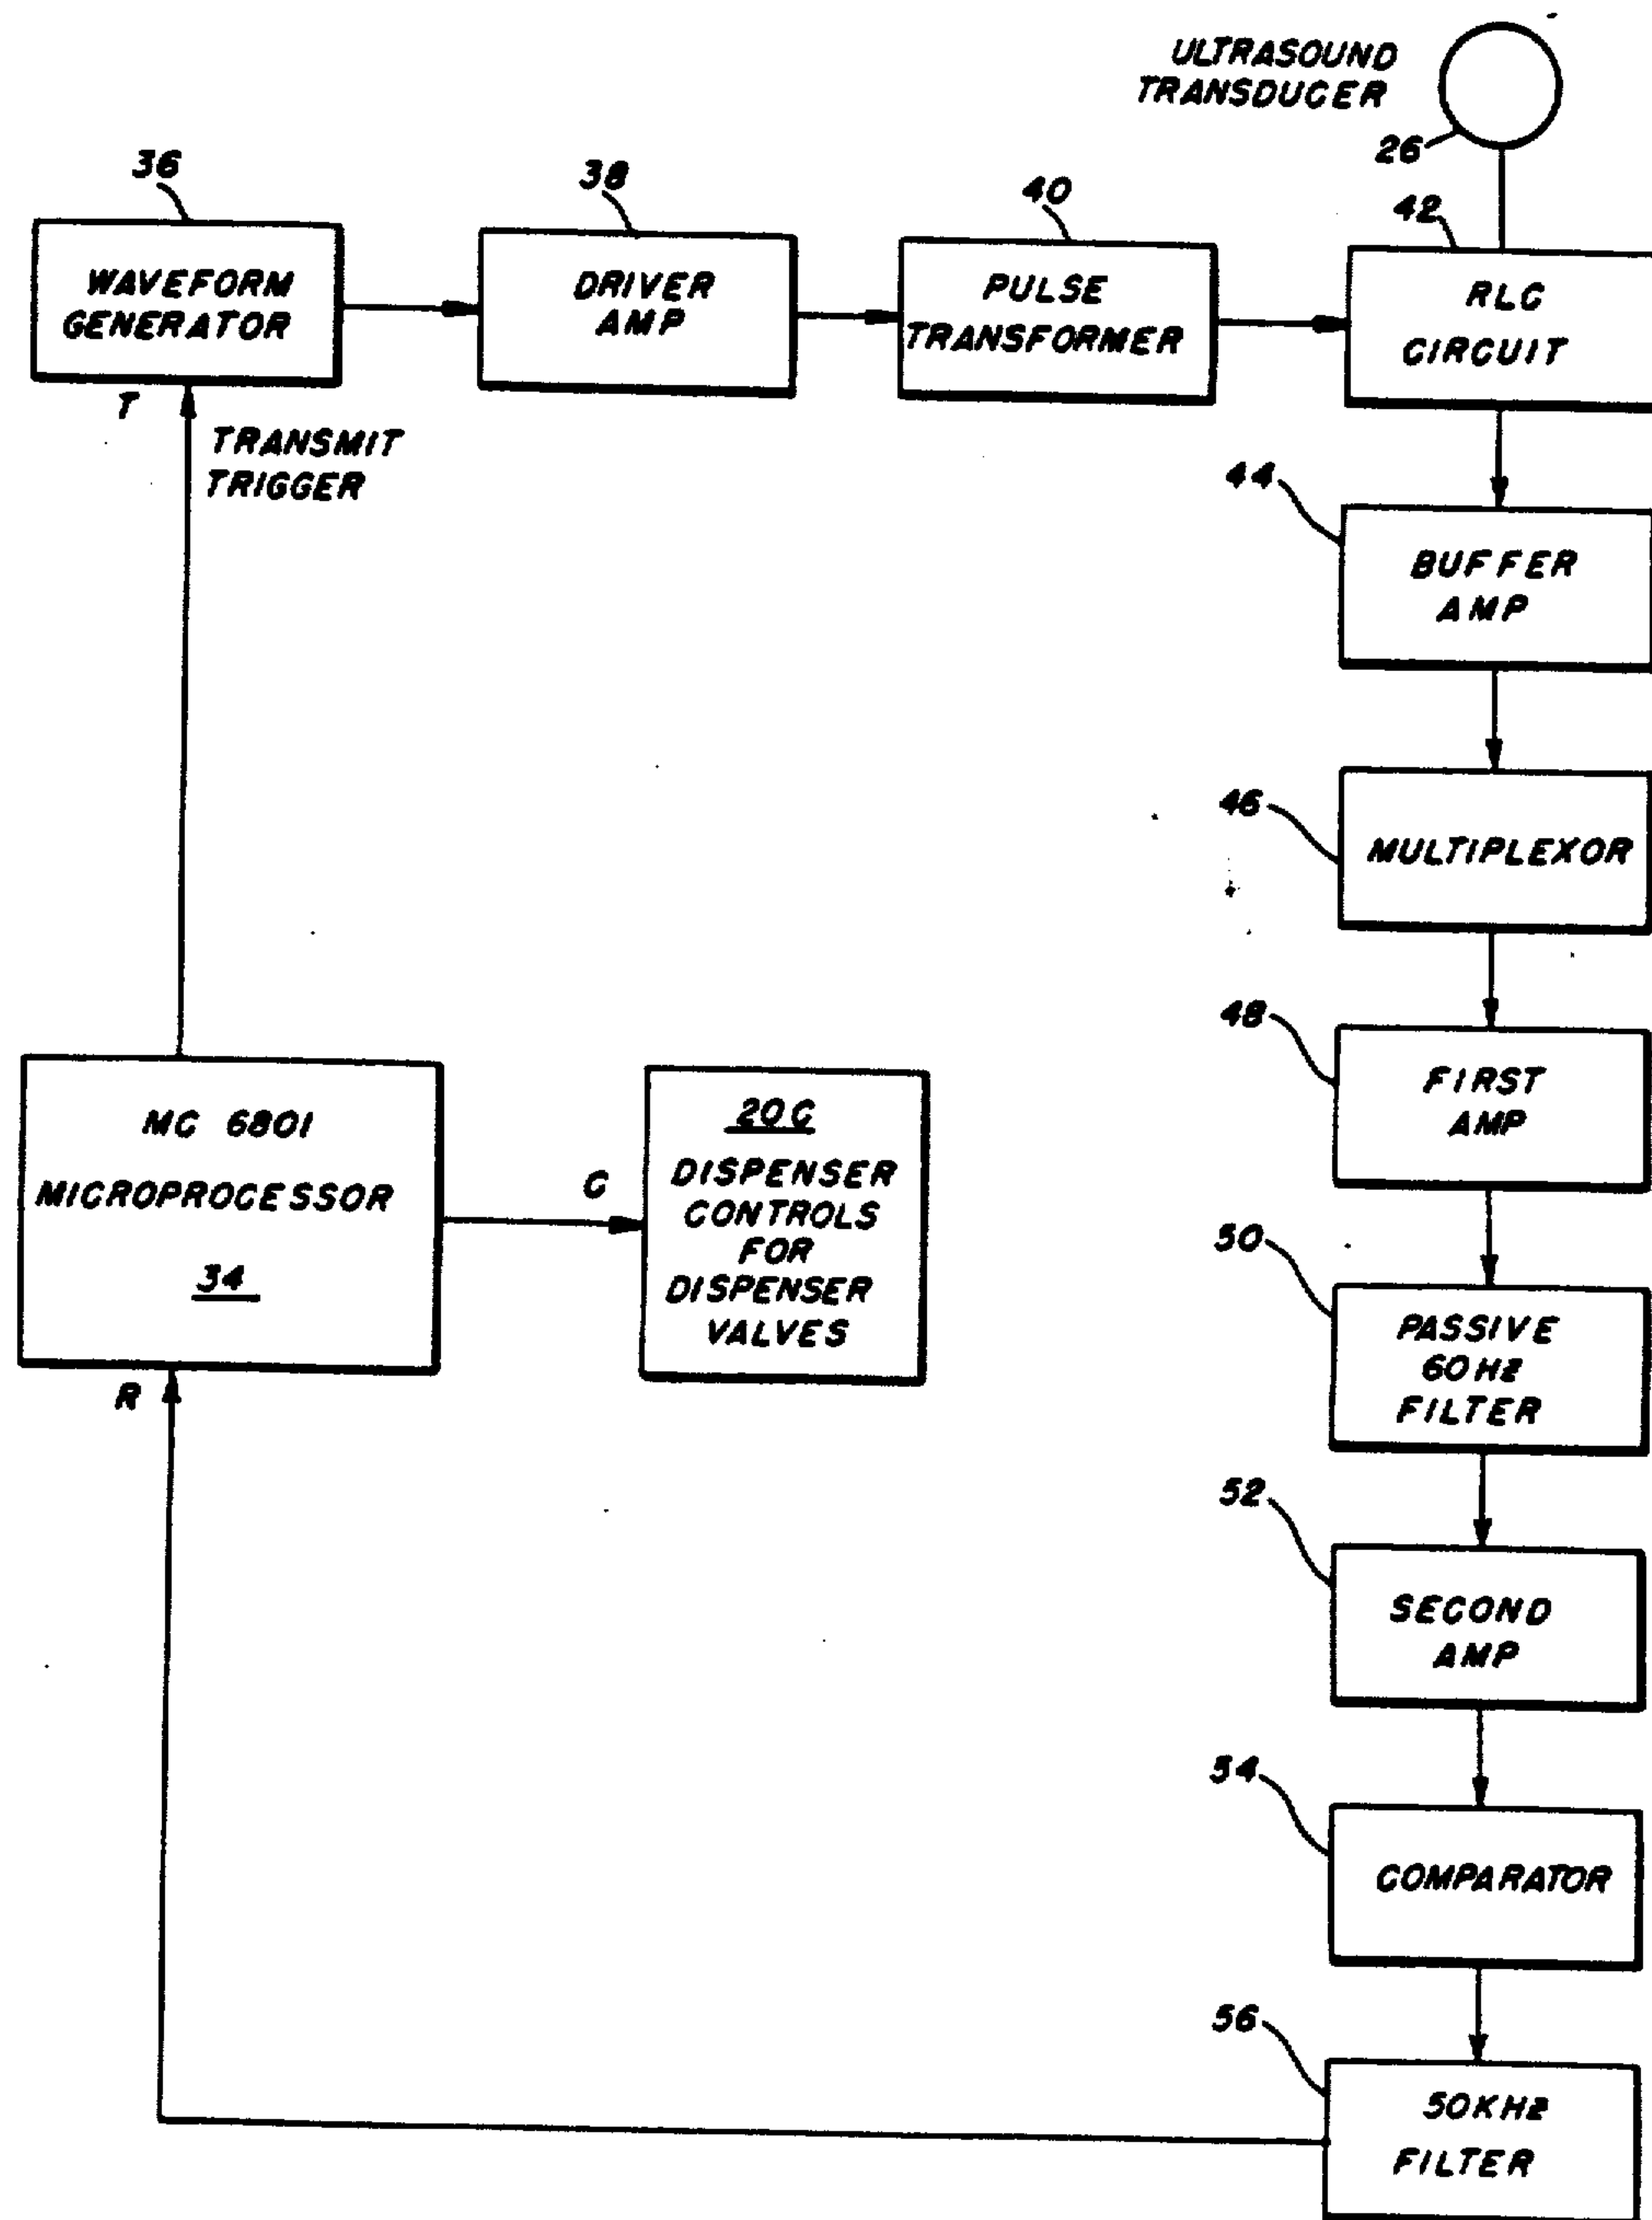 ULTRASOUND
TRANSDUCER
26
36
38
40
42
WAVEFORM
GENERATOR
DRIVER
AMP
PULSE
TRANSFORMER
RLC
CIRCUIT
T
TRANSMIT
TRIGGER
44
BUFFER
AMP
46
MULTIPLEXOR
48
FIRST
AMP
MC 6801
MICROPROCESSOR
34
C
20C
DISPENSER
CONTROLS
FOR
DISPENSER
VALVES
R
50
PASSIVE
60HZ
FILTER
52
SECOND
AMP
54
COMPARATOR
56
50KHZ
FILTER